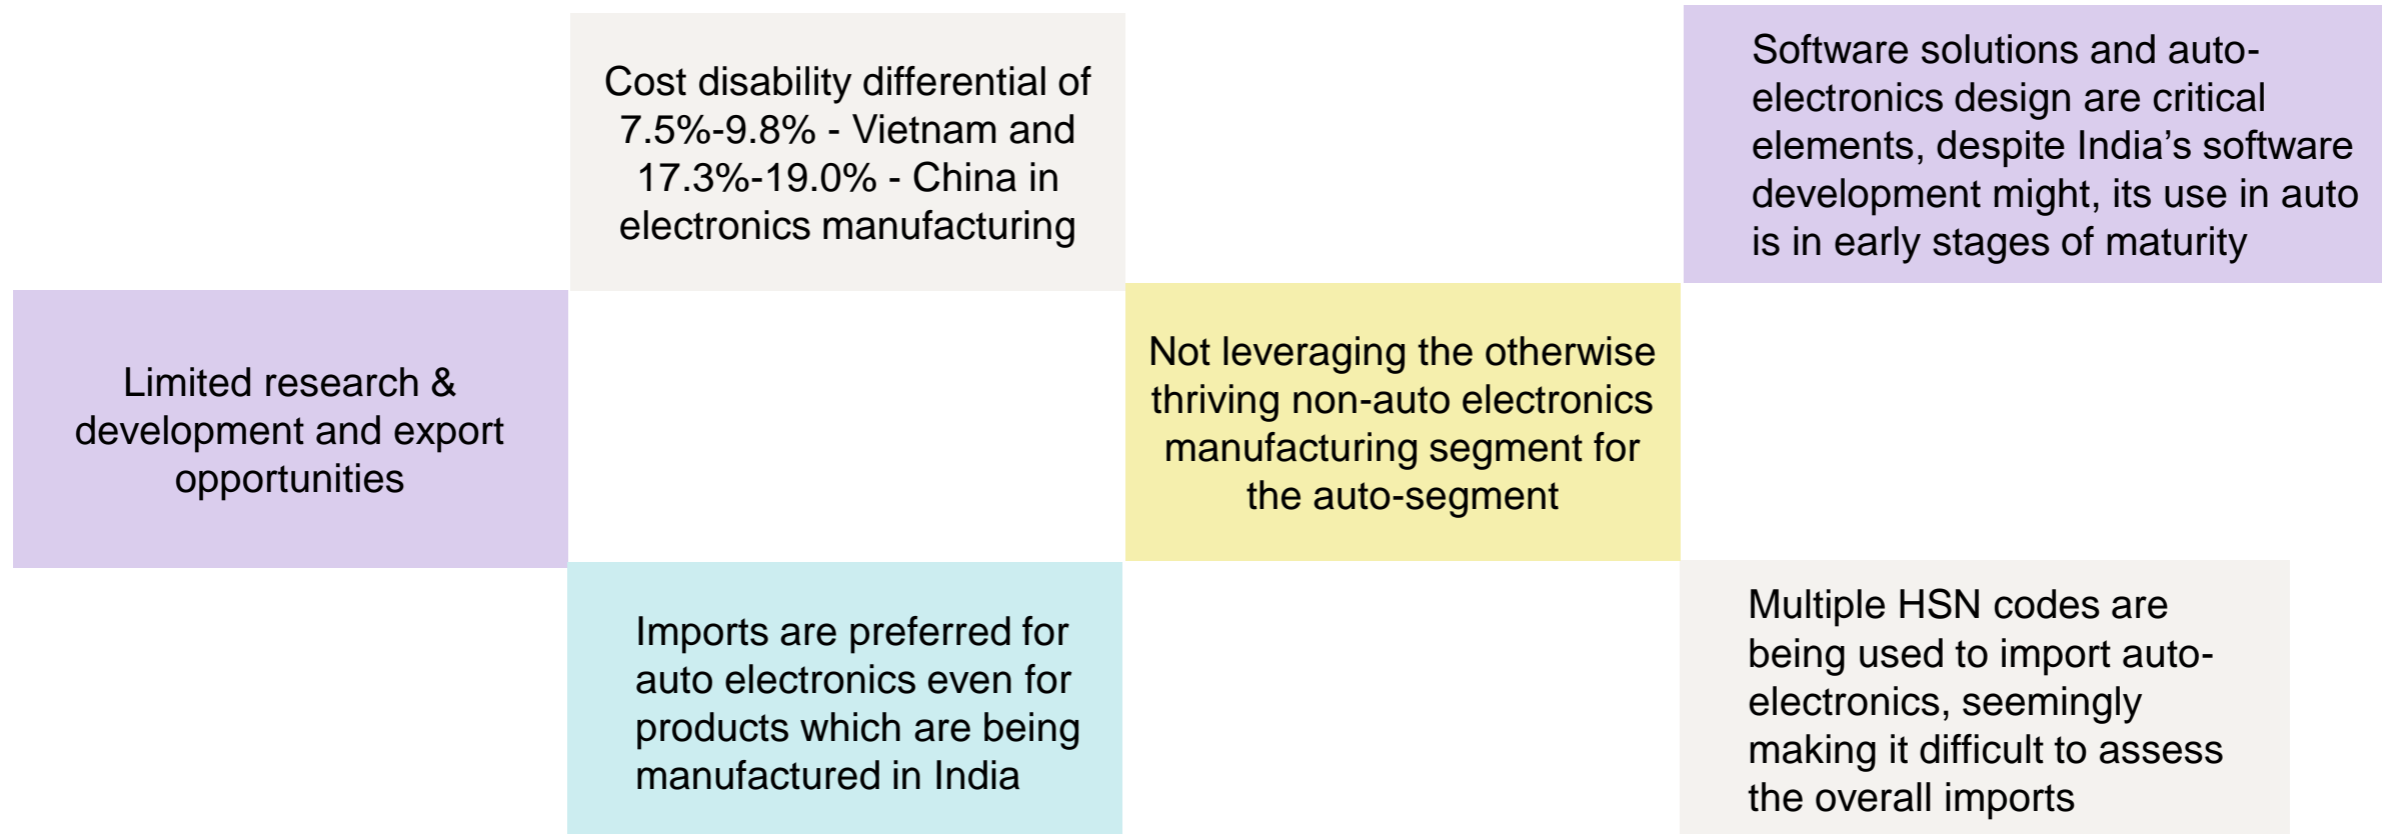 Cost disability differential of
7.5%-9.8% - Vietnam and
17.3%-19.0% - China in
electronics manufacturing
Software solutions and auto-
electronics design are critical
elements, despite India’s software
development might, its use in auto
is in early stages of maturity
Limited research &
development and export
opportunities
Not leveraging the otherwise
thriving non-auto electronics
manufacturing segment for
the auto-segment
Imports are preferred for
auto electronics even for
products which are being
manufactured in India
Multiple HSN codes are
being used to import auto-
electronics, seemingly
making it difficult to assess
the overall imports